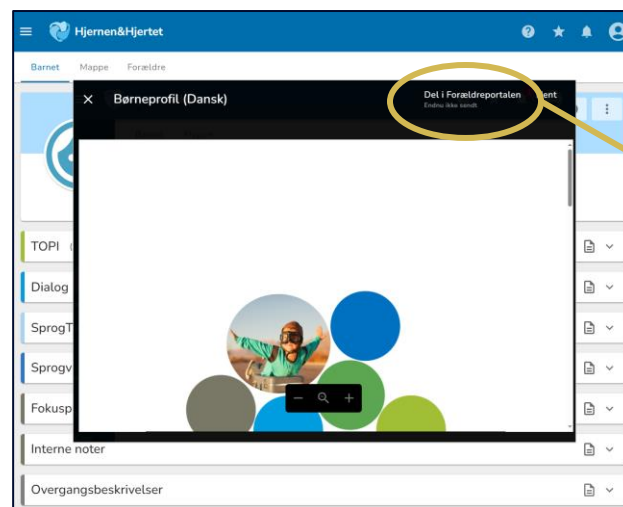 Hjernen&Hjertet
Barnet Mappe Forældre
Børneprofil (Dansk)
Del i Forældreportalen
Endnu ikke sendt
TOPI
Dialog
SprogT
Sprogv
Fokusp
Interne noter
Overgangsbeskrivelser